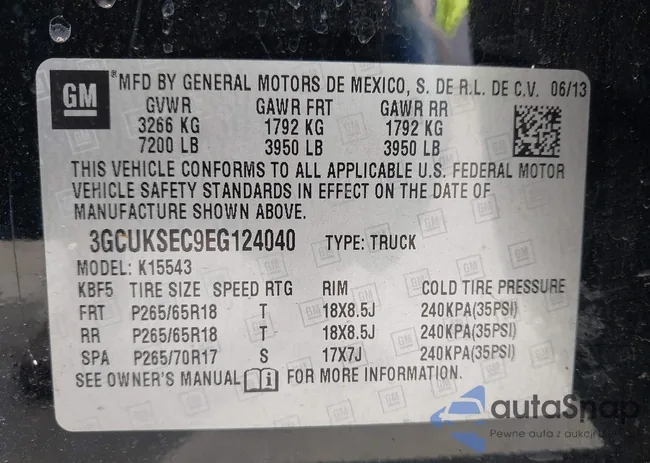 GM
MFD BY GENERAL MOTORS DE MEXICO, S. DE R.L. DE C.V. 06/13
GVWR GAWR FRT GAWR RR
3266 KG 1792 KG 1792 KG
7200 LB 3950 LB 3950 LB
THIS VEHICLE CONFORMS TO ALL APPLICABLE U.S. FEDERAL MOTOR
VEHICLE SAFETY STANDARDS IN EFFECT ON THE DATE OF
MANUFACTURE SHOWN ABOVE.
3GCUKSEC9EG124040 TYPE: TRUCK
MODEL: K15543
KBF5 TIRE SIZE SPEED RTG RIM COLD TIRE PRESSURE
FRT P265/65R18 T 18X8.5J 240KPA(35PSI)
RR P265/65R18 T 18X8.5J 240KPA(35PSI)
SPA P265/70R17 S 17X7J 240KPA(35PSI)
SEE OWNER'S MANUAL FOR MORE INFORMATION.
autaSnap
Pewne auta z aukcji